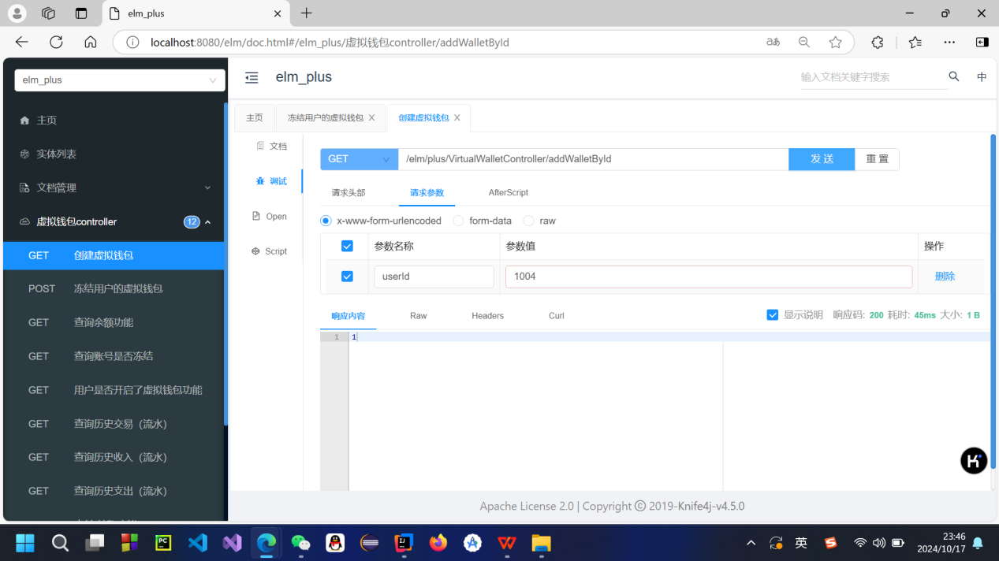 elm_plus
localhost:8080/elm/doc.html#/elm_plus/虚拟钱包controller/addWalletById
aあ
elm_plus
elm_plus
输入文档关键字搜索
中
主页
实体列表
文档管理
虚拟钱包controller 12
GET 创建虚拟钱包
POST 冻结用户的虚拟钱包
GET 查询余额功能
GET 查询账号是否冻结
GET 用户是否开启了虚拟钱包功能
GET 查询历史交易（流水）
GET 查询历史收入（流水）
GET 查询历史支出（流水）
主页 冻结用户的虚拟钱包 创建虚拟钱包
文档
调试
Open
Script
GET /elm/plus/VirtualWalletController/addWalletById 发 送 重 置
请求头部 请求参数 AfterScript
x-www-form-urlencoded form-data raw
参数名称 参数值 操作
userId 1004 删除
响应内容 Raw Headers Curl 显示说明 响应码: 200 耗时: 45ms 大小: 1 B
1 1
Apache License 2.0 | Copyright © 2019-Knife4j-v4.5.0
PC
英
23:46
2024/10/17